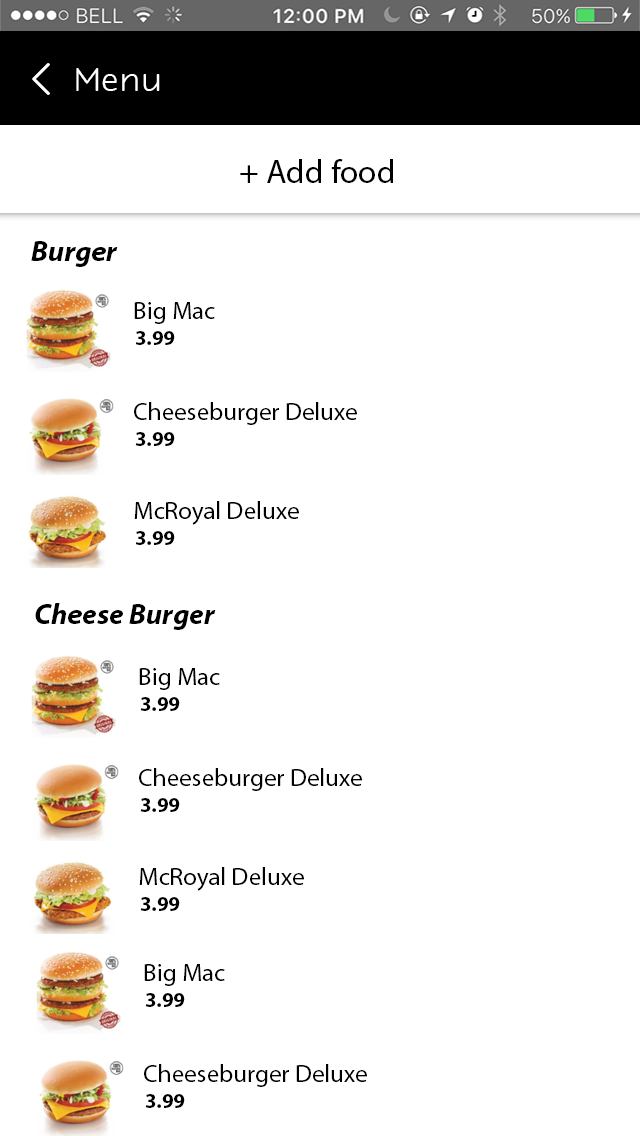 BELL 12:00 PM 50%
Menu
+ Add food
Burger
Big Mac
3.99
Cheeseburger Deluxe
3.99
McRoyal Deluxe
3.99
Cheese Burger
Big Mac
3.99
Cheeseburger Deluxe
3.99
McRoyal Deluxe
3.99
Big Mac
3.99
Cheeseburger Deluxe
3.99